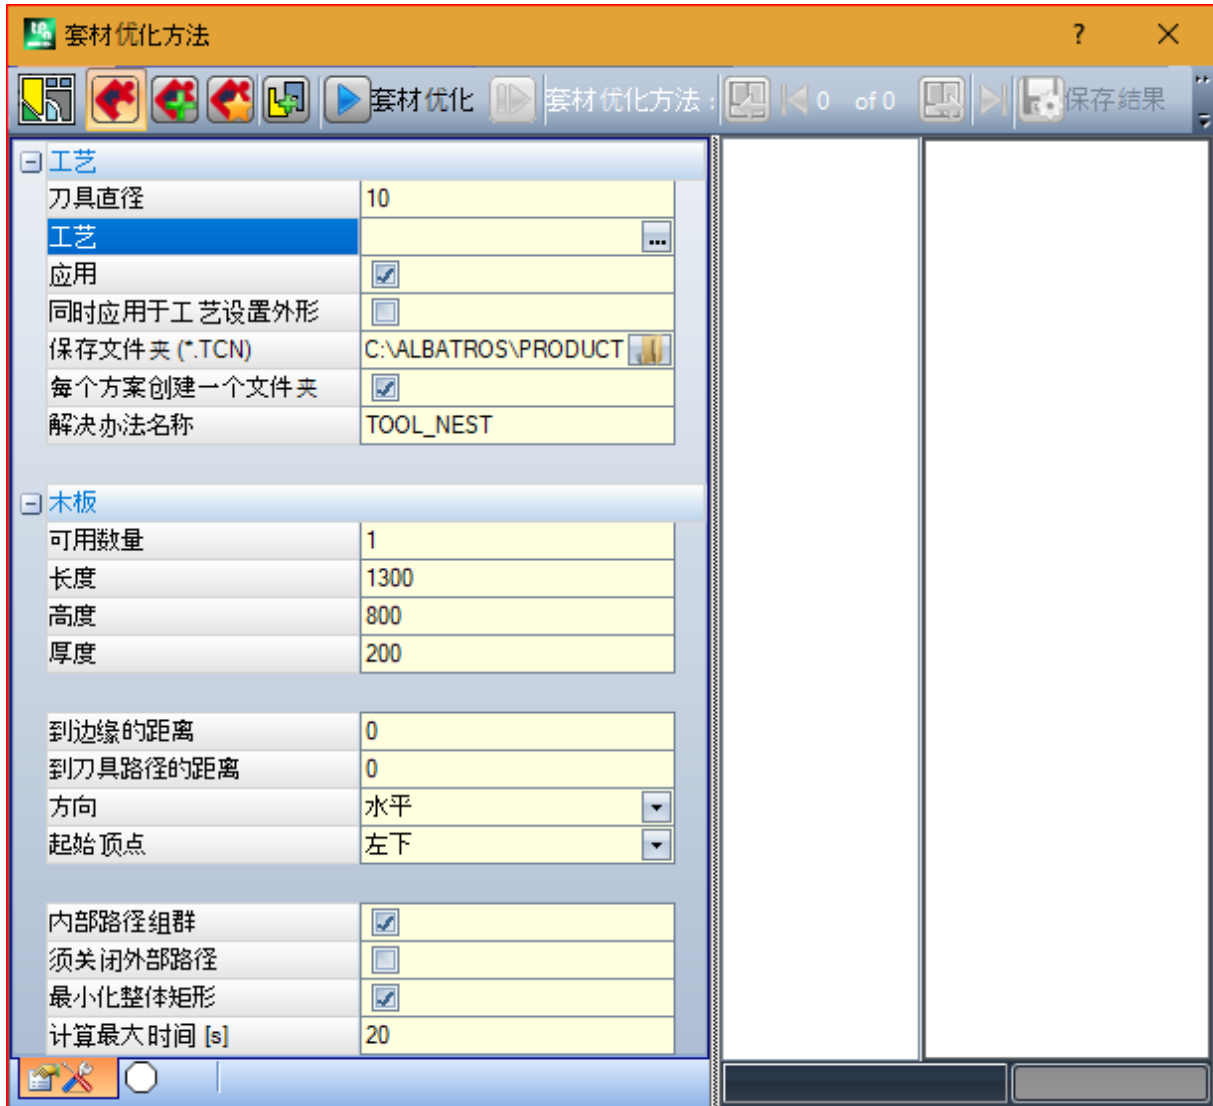 套材优化方法 ?
套材优化 套材优化方法 : 0 of 0 保存结果
工艺
刀具直径 10
工艺 ...
应用
同时应用于工艺设置外形
保存文件夹 (*.TCN) C:\ALBATROS\PRODUCT
每个方案创建一个文件夹
解决办法名称 TOOL_NEST
木板
可用数量 1
长度 1300
高度 800
厚度 200
到边缘的距离 0
到刀具路径的距离 0
方向 水平
起始顶点 左下
内部路径组群
须关闭外部路径
最小化整体矩形
计算最大时间 [s] 20